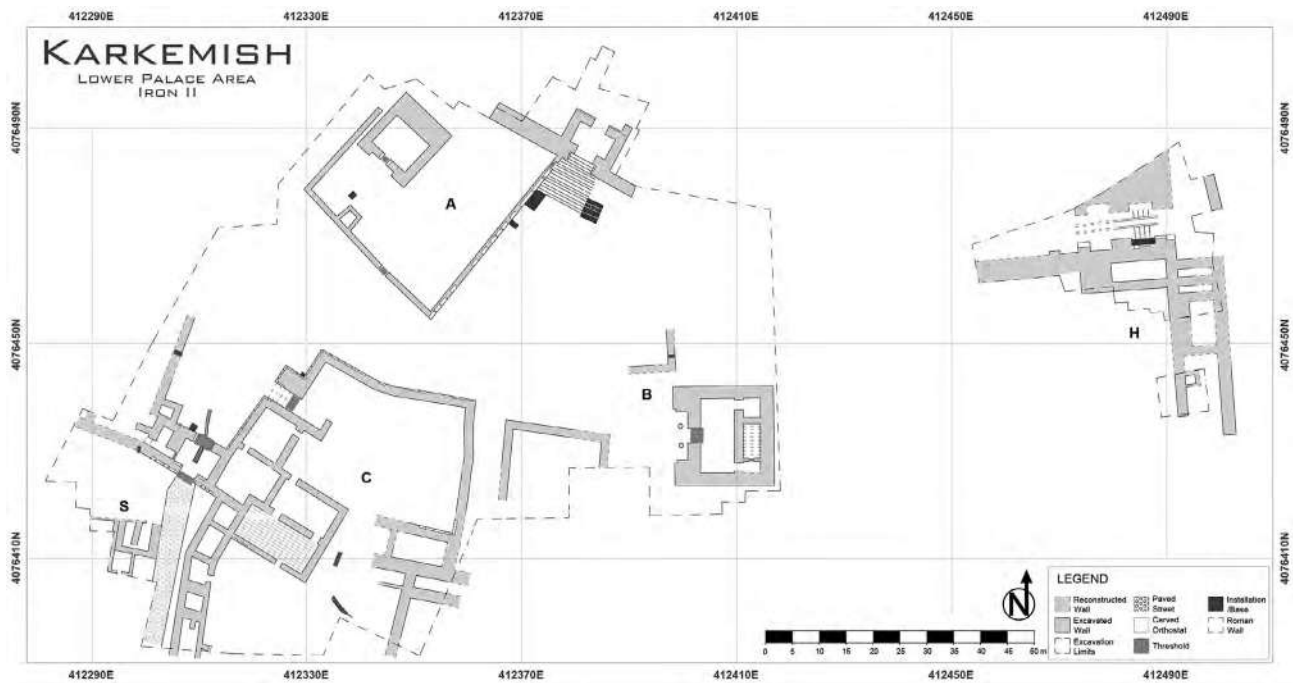 412290E 412330E 412370E 412410E 412450E 412490E
KARKEMISH
LOWER PALACE AREA
IRON II
4076490N 4076490N
A
4076450N 4076450N
H
B
C
S
4076410N 4076410N
N
0 5 10 15 20 25 30 35 40 45 50 m
LEGEND
Reconstructed Wall
Excavated Wall
Excavation Limits
Paved Street
Carved Orthostat
Threshold
Installation /Base
Roman Wall
412290E 412330E 412370E 412410E 412450E 412490E